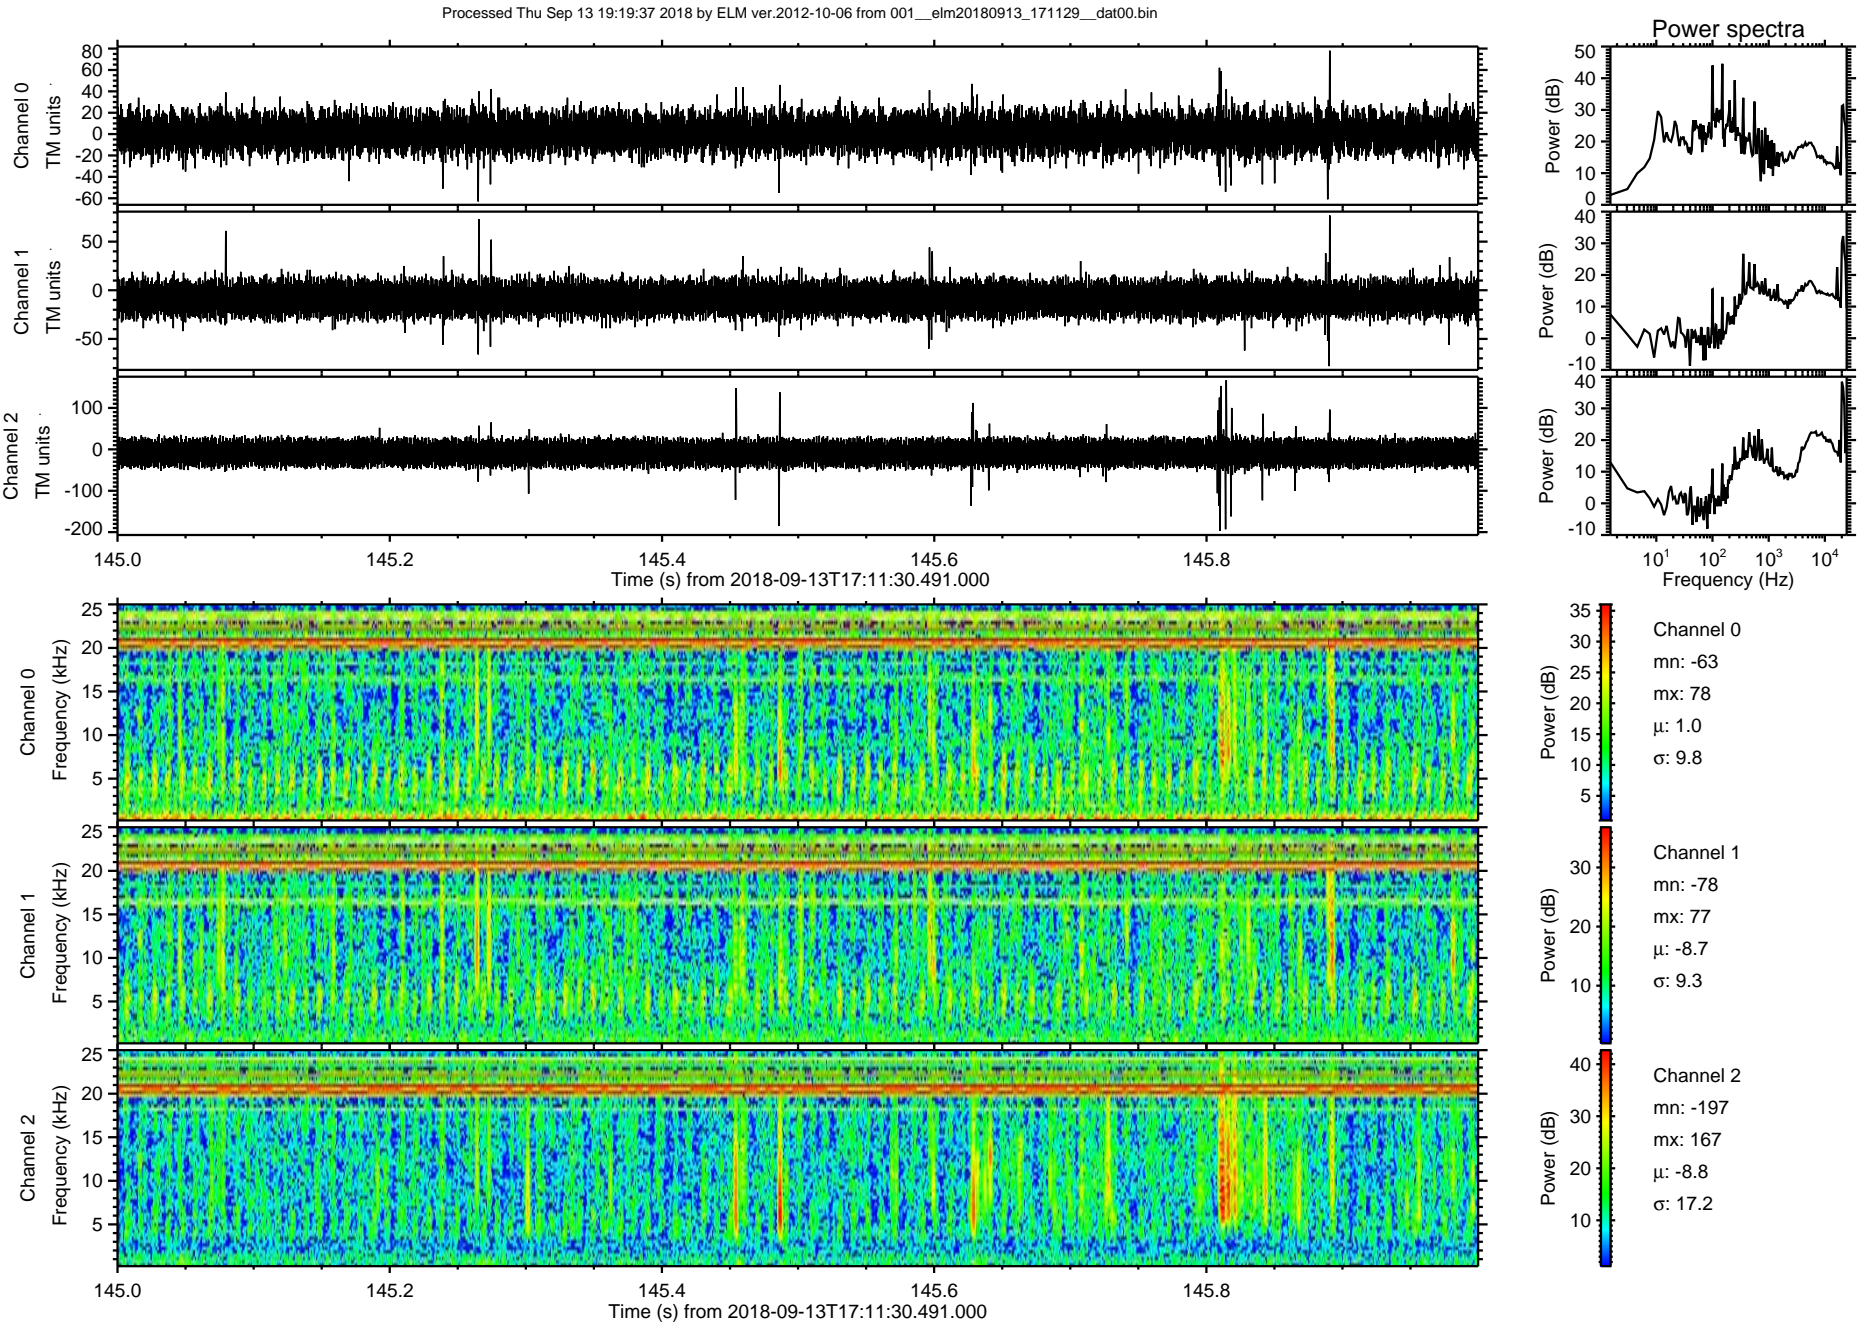 Processed Thu Sep 13 19:19:37 2018 by ELM ver.2012-10-06 from 001__elm20180913_171129__dat00.bin
Power spectra
Channel 0
TM units
80
60
40
20
0
-20
-40
-60
Power (dB)
50
40
30
20
10
0
Channel 1
TM units
50
0
-50
Power (dB)
40
30
20
10
0
-10
Channel 2
TM units
100
0
-100
-200
Power (dB)
40
30
20
10
0
-10
145.0 145.2 145.4 145.6 145.8
Time (s) from 2018-09-13T17:11:30.491.000
10¹ 10² 10³ 10⁴
Frequency (Hz)
Channel 0
Frequency (kHz)
25
20
15
10
5
Power (dB)
35
30
25
20
15
10
5
Channel 0
mn: -63
mx: 78
μ: 1.0
σ: 9.8
Channel 1
Frequency (kHz)
25
20
15
10
5
Power (dB)
30
20
10
Channel 1
mn: -78
mx: 77
μ: -8.7
σ: 9.3
Channel 2
Frequency (kHz)
25
20
15
10
5
Power (dB)
40
30
20
10
Channel 2
mn: -197
mx: 167
μ: -8.8
σ: 17.2
145.0 145.2 145.4 145.6 145.8
Time (s) from 2018-09-13T17:11:30.491.000